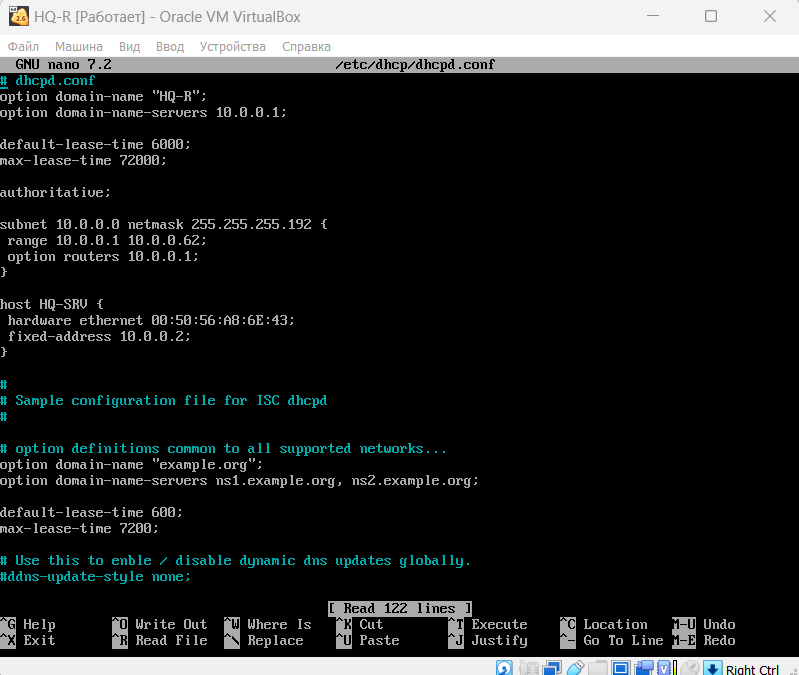 HQ-R [Работает] - Oracle VM VirtualBox
Файл Машина Вид Ввод Устройства Справка
GNU nano 7.2 /etc/dhcp/dhcpd.conf
# dhcpd.conf
option domain-name "HQ-R";
option domain-name-servers 10.0.0.1;
default-lease-time 6000;
max-lease-time 72000;
authoritative;
subnet 10.0.0.0 netmask 255.255.255.192 {
range 10.0.0.1 10.0.0.62;
option routers 10.0.0.1;
}
host HQ-SRV {
hardware ethernet 00:50:56:A8:6E:43;
fixed-address 10.0.0.2;
}
#
# Sample configuration file for ISC dhcpd
#
# option definitions common to all supported networks...
option domain-name "example.org";
option domain-name-servers ns1.example.org, ns2.example.org;
default-lease-time 600;
max-lease-time 7200;
# Use this to enble / disable dynamic dns updates globally.
#ddns-update-style none;
[ Read 122 lines ]
^G Help ^O Write Out ^W Where Is ^K Cut ^T Execute ^C Location M-U Undo
^X Exit ^R Read File ^\ Replace ^U Paste ^J Justify ^- Go To Line M-E Redo
Right Ctrl